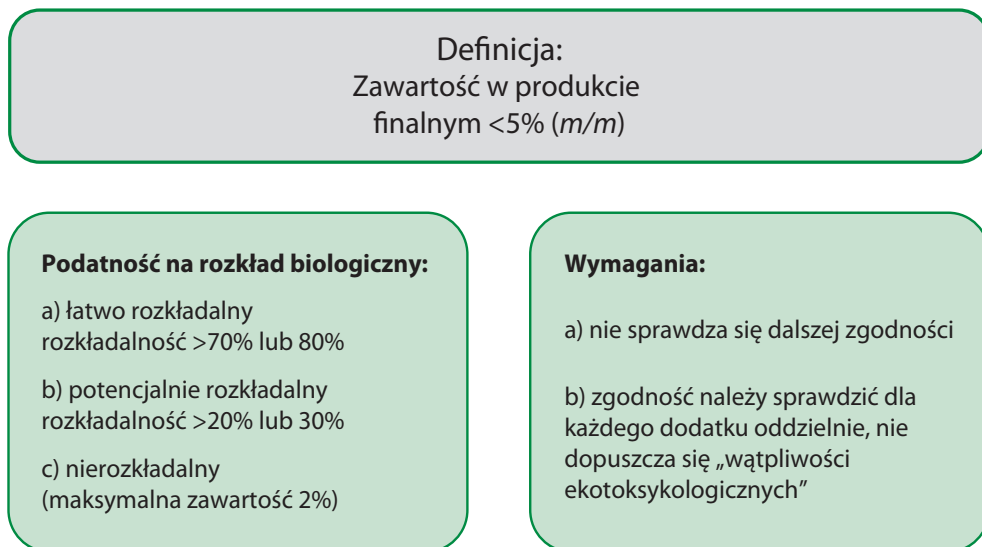 Definicja:
Zawartość w produkcie
finalnym <5% (m/m)
Podatność na rozkład biologiczny:
a) łatwo rozkładalny
rozkładalność >70% lub 80%
b) potencjalnie rozkładalny
rozkładalność >20% lub 30%
c) nierozkładalny
(maksymalna zawartość 2%)
Wymagania:
a) nie sprawdza się dalszej zgodności
b) zgodność należy sprawdzić dla
każdego dodatku oddzielnie, nie
dopuszcza się „wątpliwości
ekotoksykologicznych”